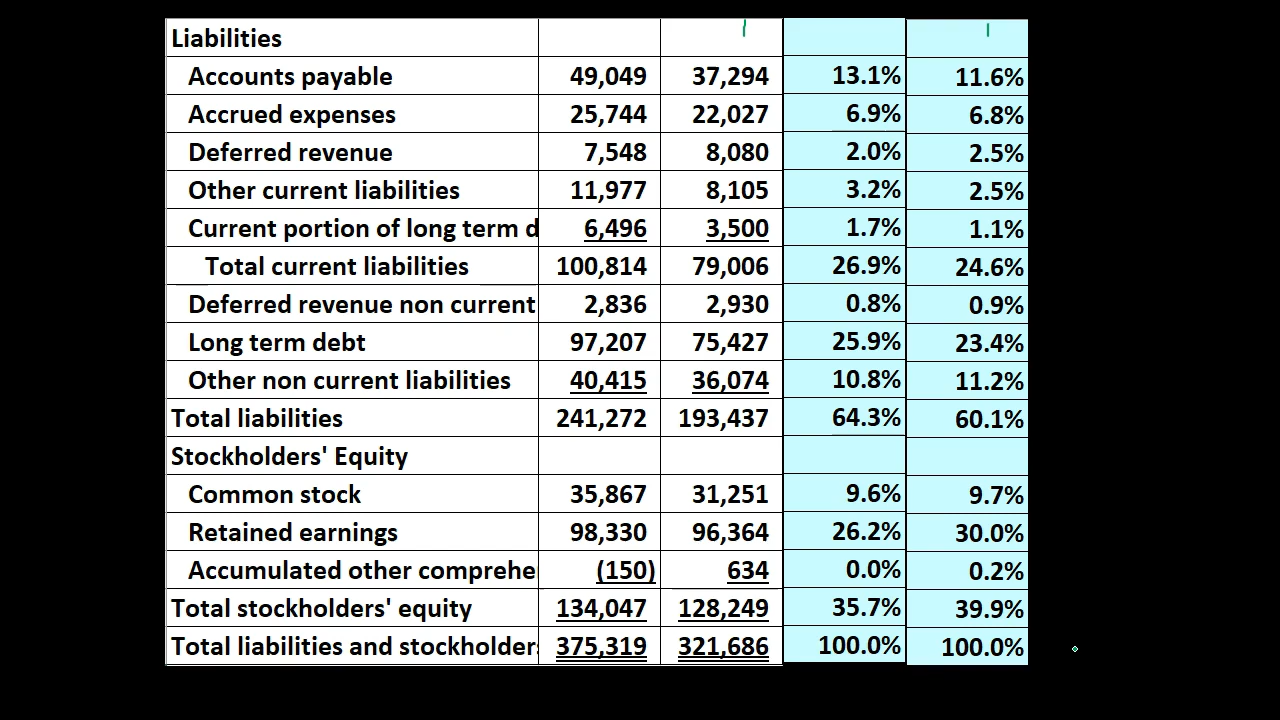 Liabilities
Accounts payable 49,049 37,294 13.1% 11.6%
Accrued expenses 25,744 22,027 6.9% 6.8%
Deferred revenue 7,548 8,080 2.0% 2.5%
Other current liabilities 11,977 8,105 3.2% 2.5%
Current portion of long term d 6,496 3,500 1.7% 1.1%
Total current liabilities 100,814 79,006 26.9% 24.6%
Deferred revenue non current 2,836 2,930 0.8% 0.9%
Long term debt 97,207 75,427 25.9% 23.4%
Other non current liabilities 40,415 36,074 10.8% 11.2%
Total liabilities 241,272 193,437 64.3% 60.1%
Stockholders' Equity
Common stock 35,867 31,251 9.6% 9.7%
Retained earnings 98,330 96,364 26.2% 30.0%
Accumulated other comprehe (150) 634 0.0% 0.2%
Total stockholders' equity 134,047 128,249 35.7% 39.9%
Total liabilities and stockholders 375,319 321,686 100.0% 100.0%